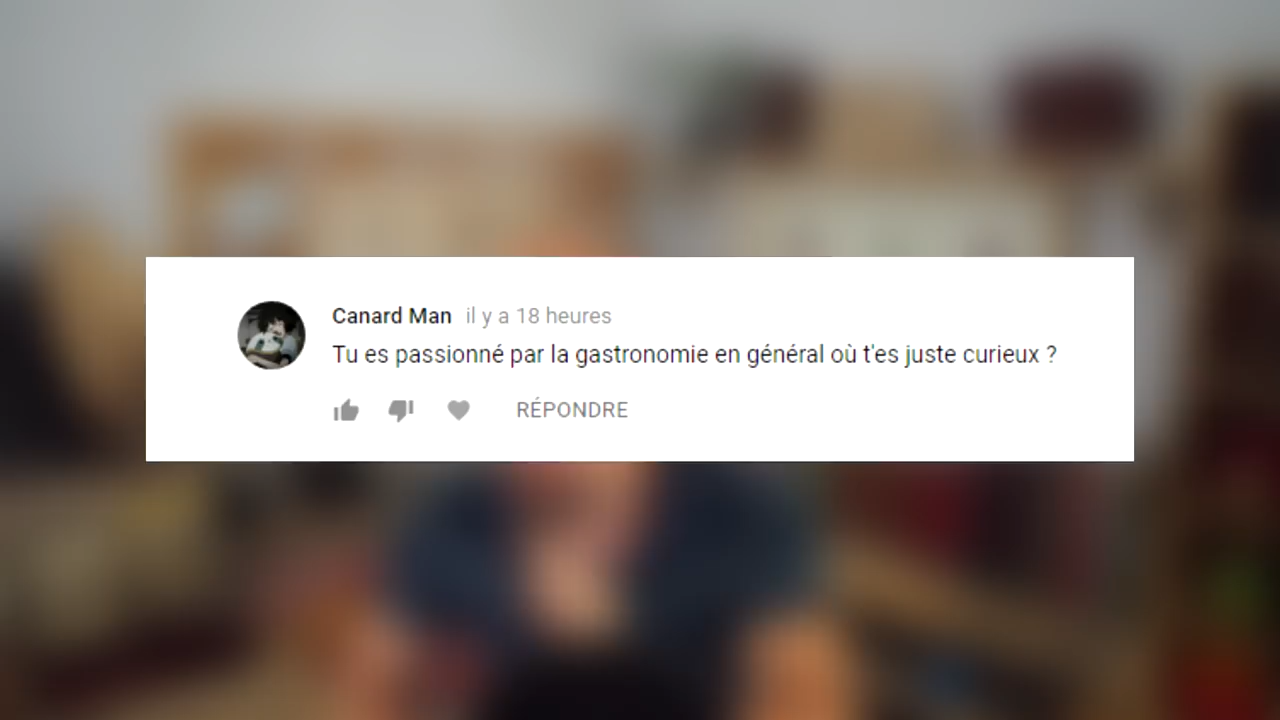 Canard Man il y a 18 heures
Tu es passionné par la gastronomie en général où t'es juste curieux ?
RÉPONDRE